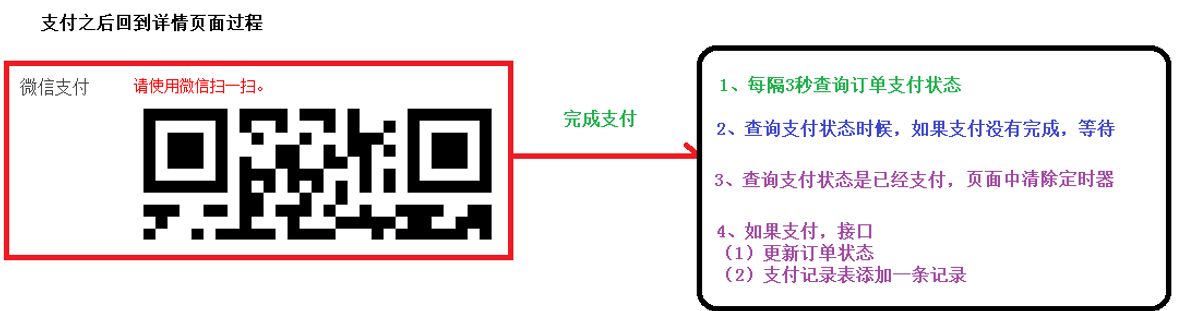 支付之后回到详情页面过程
微信支付
请使用微信扫一扫。
完成支付
1、每隔3秒查询订单支付状态
2、查询支付状态时候，如果支付没有完成，等待
3、查询支付状态是已经支付，页面中清除定时器
4、如果支付，接口
（1）更新订单状态
（2）支付记录表添加一条记录